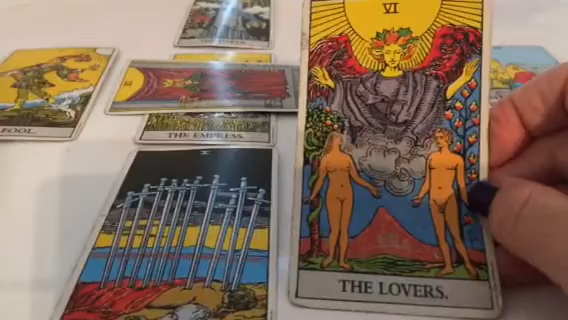 VI
FOOL.
THE EMPRESS.
X
THE LOVERS.